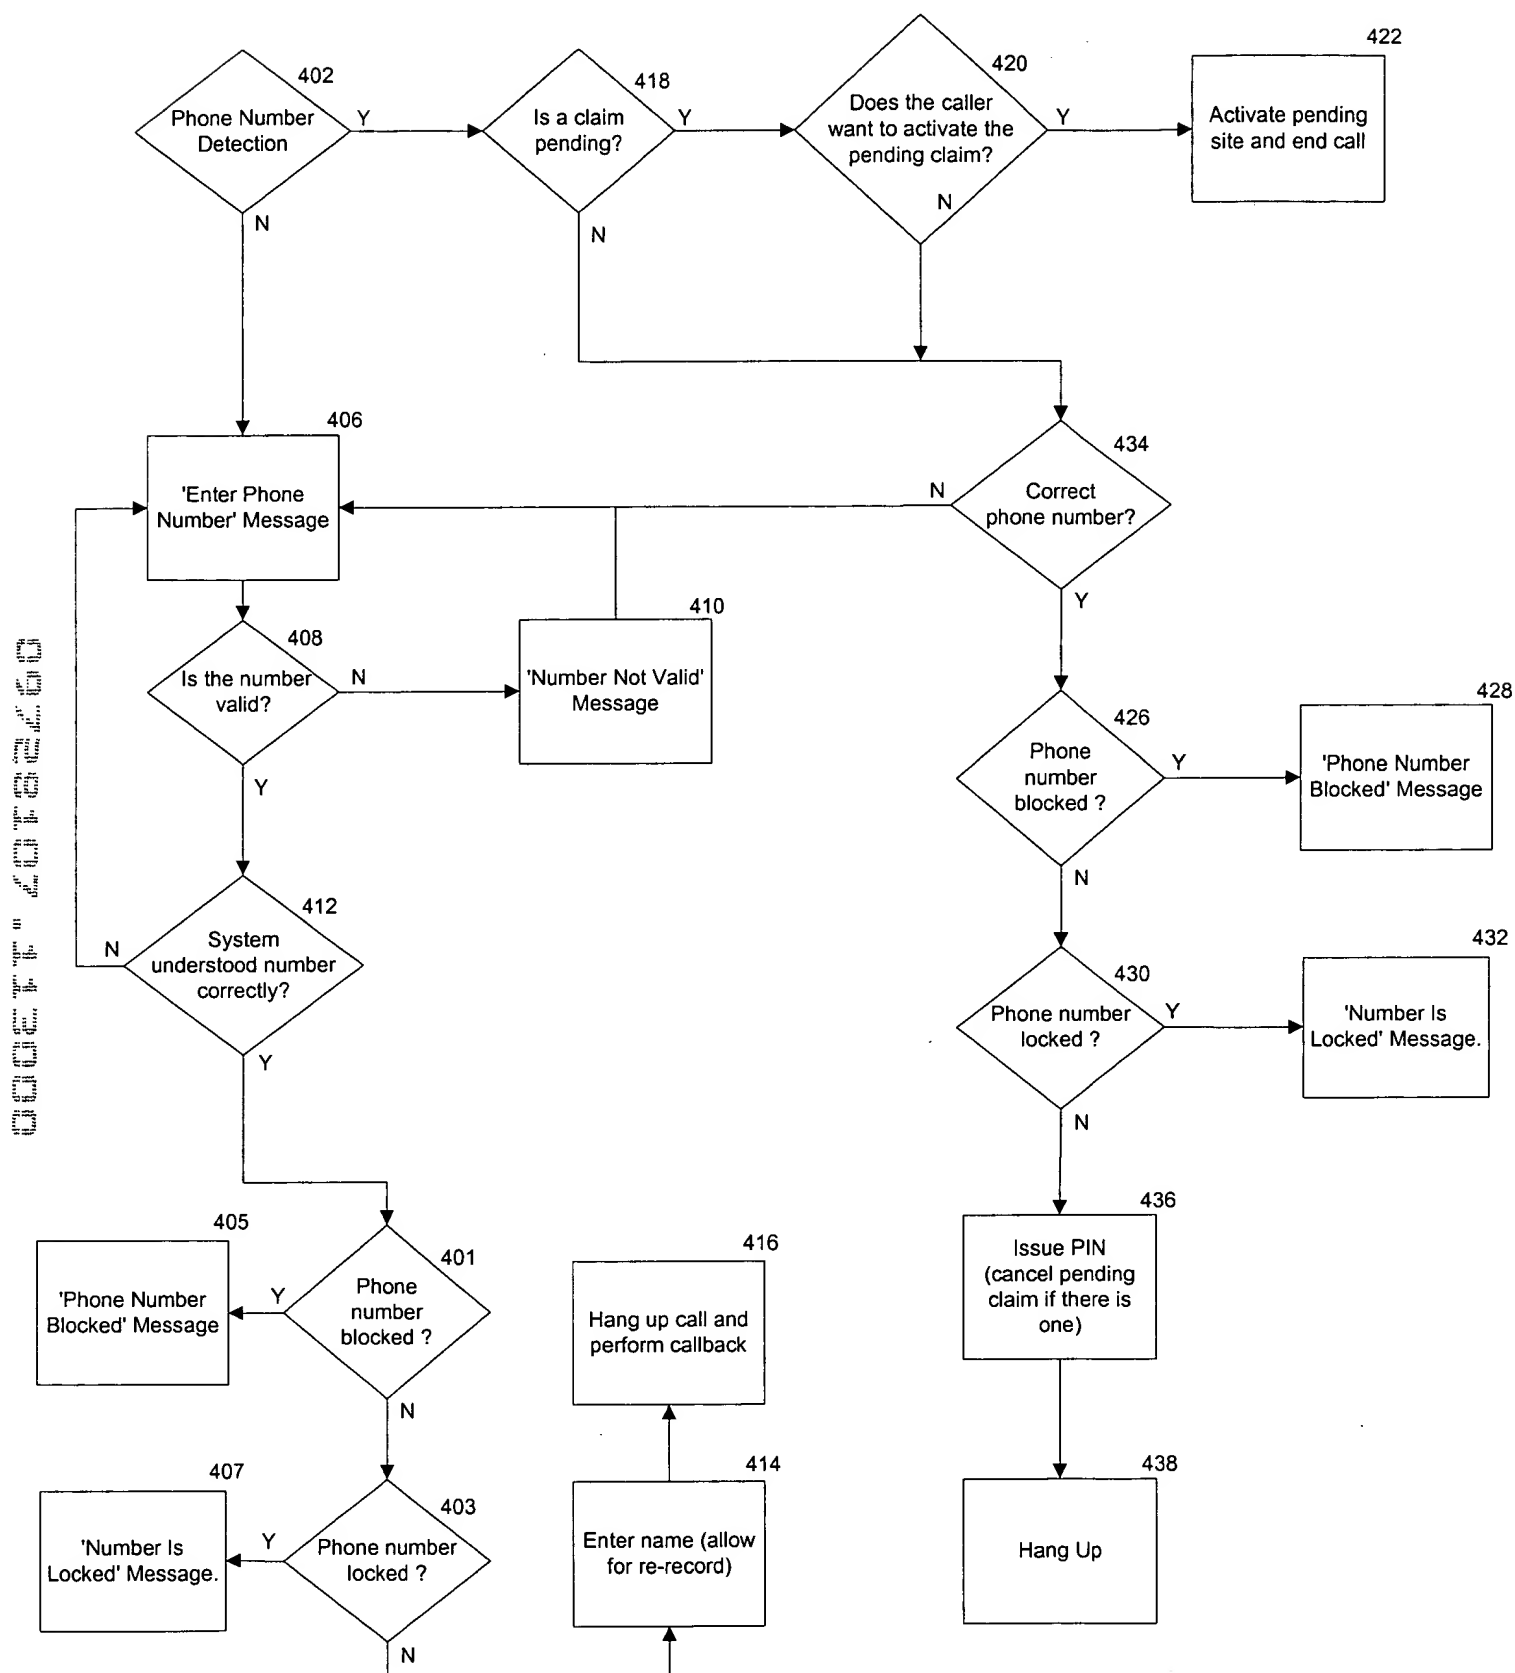 402
Phone Number
Detection
Y
N
418
Is a claim
pending?
Y
N
420
Does the caller
want to activate the
pending claim?
Y
N
422
Activate pending
site and end call
406
'Enter Phone
Number' Message
434
Correct
phone number?
N
Y
408
Is the number
valid?
N
Y
410
'Number Not Valid'
Message
426
Phone
number
blocked ?
Y
N
428
'Phone Number
Blocked' Message
412
System
understood number
correctly?
N
Y
430
Phone number
locked ?
Y
N
432
'Number Is
Locked' Message.
405
'Phone Number
Blocked' Message
401
Phone
number
blocked ?
Y
N
416
Hang up call and
perform callback
436
Issue PIN
(cancel pending
claim if there is
one)
407
'Number Is
Locked' Message.
403
Phone number
locked ?
Y
N
414
Enter name (allow
for re-record)
438
Hang Up